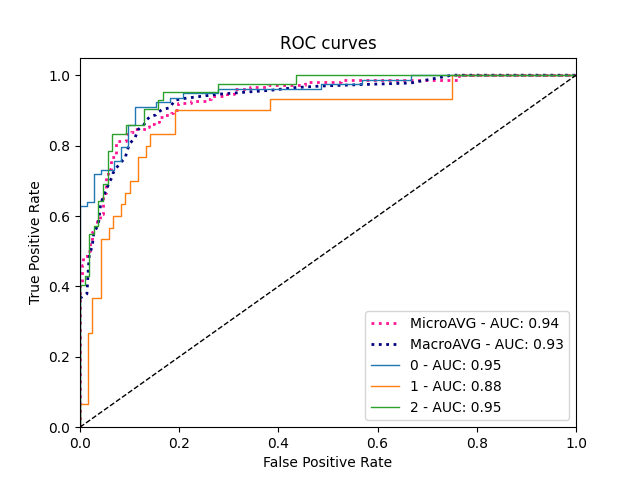 ROC curves
True Positive Rate
1.0
0.8
0.6
0.4
0.2
0.0
MicroAVG - AUC: 0.94
MacroAVG - AUC: 0.93
0 - AUC: 0.95
1 - AUC: 0.88
2 - AUC: 0.95
0.0 0.2 0.4 0.6 0.8 1.0
False Positive Rate